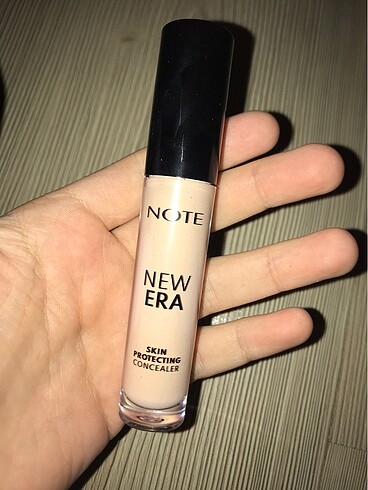 NOTE
NEW
ERA
SKIN
PROTECTING
CONCEALER